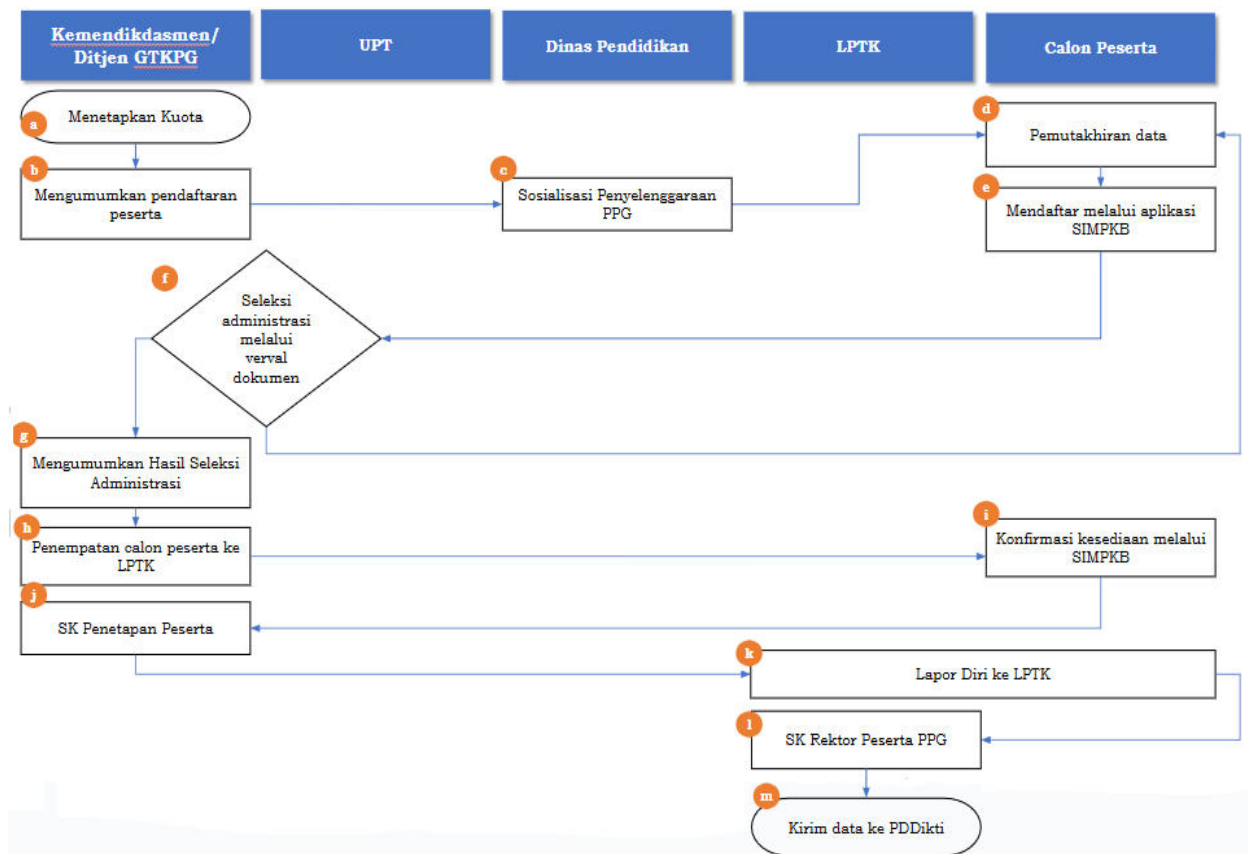 Kemendikdasmen/
Ditjen GTKPG
UPT
Dinas Pendidikan
LPTK
Calon Peserta
a
Menetapkan Kuota
b
Mengumumkan pendaftaran
peserta
c
Sosialisasi Penyelenggaraan
PPG
d
Pemutakhiran data
e
Mendaftar melalui aplikasi
SIMPKB
f
Seleksi
administrasi
melalui
verval
dokumen
g
Mengumumkan Hasil Seleksi
Administrasi
h
Penempatan calon peserta ke
LPTK
i
Konfirmasi kesediaan melalui
SIMPKB
j
SK Penetapan Peserta
k
Lapor Diri ke LPTK
l
SK Rektor Peserta PPG
m
Kirim data ke PDDikti